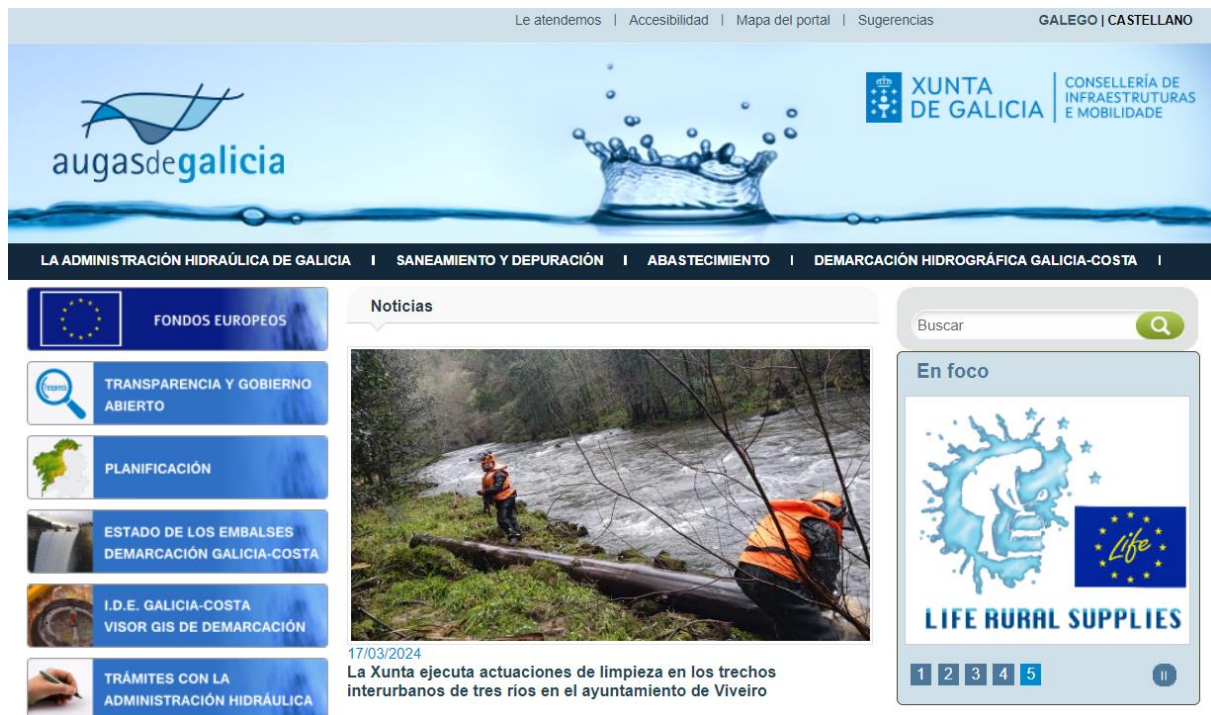 Le atendemos | Accesibilidad | Mapa del portal | Sugerencias GALEGO | CASTELLANO
augasdegalicia
XUNTA
DE GALICIA
CONSELLERÍA DE
INFRAESTRUTURAS
E MOBILIDADE
LA ADMINISTRACIÓN HIDRAÚLICA DE GALICIA | SANEAMIENTO Y DEPURACIÓN | ABASTECIMIENTO | DEMARCACIÓN HIDROGRÁFICA GALICIA-COSTA |
FONDOS EUROPEOS
TRANSPARENCIA Y GOBIERNO
ABIERTO
PLANIFICACIÓN
ESTADO DE LOS EMBALSES
DEMARCACIÓN GALICIA-COSTA
I.D.E. GALICIA-COSTA
VISOR GIS DE DEMARCACIÓN
TRÁMITES CON LA
ADMINISTRACIÓN HIDRÁULICA
Noticias
17/03/2024
La Xunta ejecuta actuaciones de limpieza en los trechos
interurbanos de tres ríos en el ayuntamiento de Viveiro
Buscar
En foco
Life
LIFE RURAL SUPPLIES
1 2 3 4 5